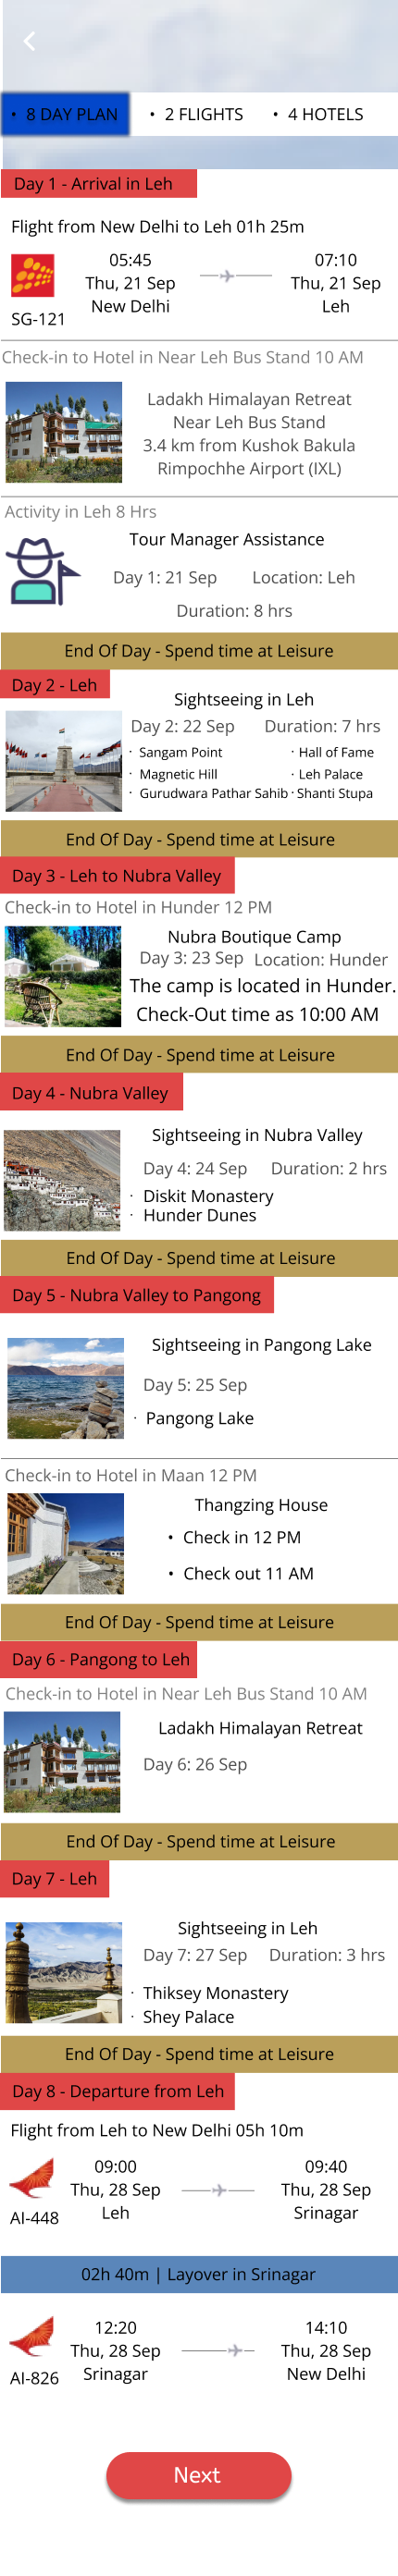 • 8 DAY PLAN • 2 FLIGHTS • 4 HOTELS
Day 1 - Arrival in Leh
Flight from New Delhi to Leh 01h 25m
05:45 07:10
Thu, 21 Sep Thu, 21 Sep
New Delhi Leh
SG-121
Check-in to Hotel in Near Leh Bus Stand 10 AM
Ladakh Himalayan Retreat
Near Leh Bus Stand
3.4 km from Kushok Bakula
Rimpochhe Airport (IXL)
Activity in Leh 8 Hrs
Tour Manager Assistance
Day 1: 21 Sep Location: Leh
Duration: 8 hrs
End Of Day - Spend time at Leisure
Day 2 - Leh
Sightseeing in Leh
Day 2: 22 Sep Duration: 7 hrs
· Sangam Point · Hall of Fame
· Magnetic Hill · Leh Palace
· Gurudwara Pathar Sahib · Shanti Stupa
End Of Day - Spend time at Leisure
Day 3 - Leh to Nubra Valley
Check-in to Hotel in Hunder 12 PM
Nubra Boutique Camp
Day 3: 23 Sep Location: Hunder
The camp is located in Hunder.
Check-Out time as 10:00 AM
End Of Day - Spend time at Leisure
Day 4 - Nubra Valley
Sightseeing in Nubra Valley
Day 4: 24 Sep Duration: 2 hrs
· Diskit Monastery
· Hunder Dunes
End Of Day - Spend time at Leisure
Day 5 - Nubra Valley to Pangong
Sightseeing in Pangong Lake
Day 5: 25 Sep
· Pangong Lake
Check-in to Hotel in Maan 12 PM
Thangzing House
• Check in 12 PM
• Check out 11 AM
End Of Day - Spend time at Leisure
Day 6 - Pangong to Leh
Check-in to Hotel in Near Leh Bus Stand 10 AM
Ladakh Himalayan Retreat
Day 6: 26 Sep
End Of Day - Spend time at Leisure
Day 7 - Leh
Sightseeing in Leh
Day 7: 27 Sep Duration: 3 hrs
· Thiksey Monastery
· Shey Palace
End Of Day - Spend time at Leisure
Day 8 - Departure from Leh
Flight from Leh to New Delhi 05h 10m
09:00 09:40
Thu, 28 Sep Thu, 28 Sep
Leh Srinagar
AI-448
02h 40m | Layover in Srinagar
12:20 14:10
Thu, 28 Sep Thu, 28 Sep
Srinagar New Delhi
AI-826
Next